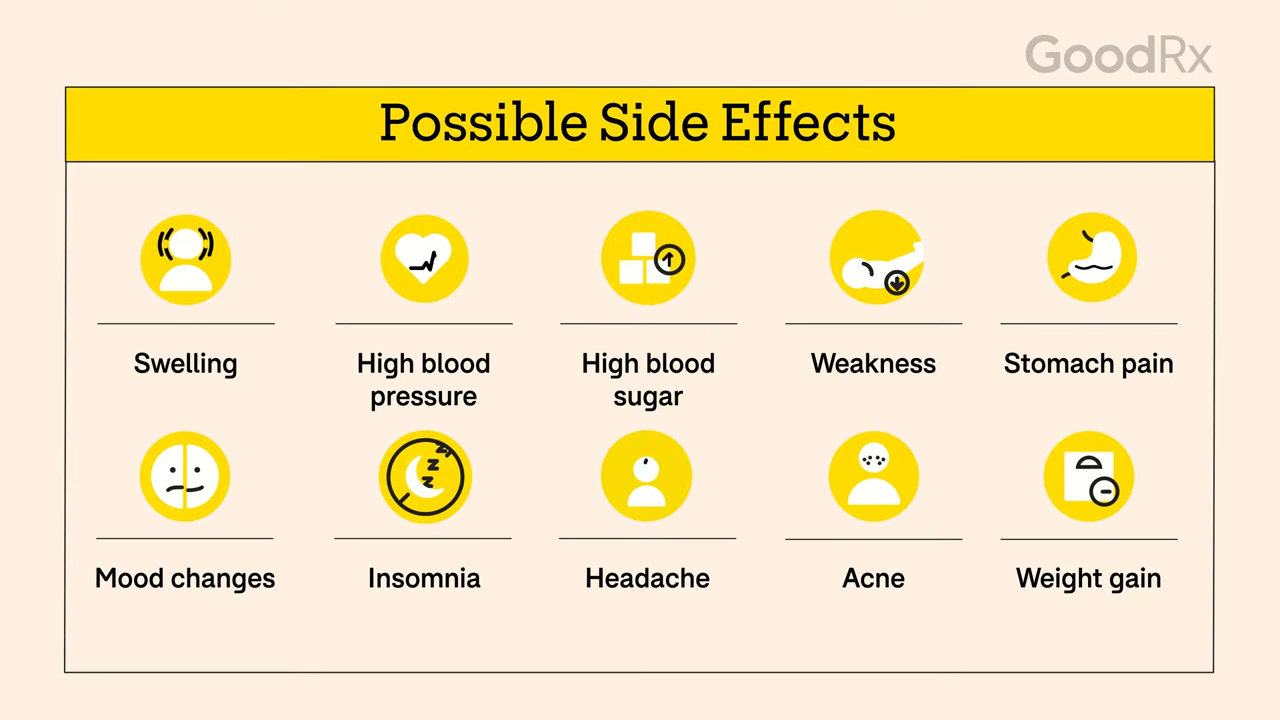 GoodRx
Possible Side Effects
Swelling
High blood
pressure
High blood
sugar
Weakness
Stomach pain
z
z
z
Mood changes
Insomnia
Headache
Acne
Weight gain